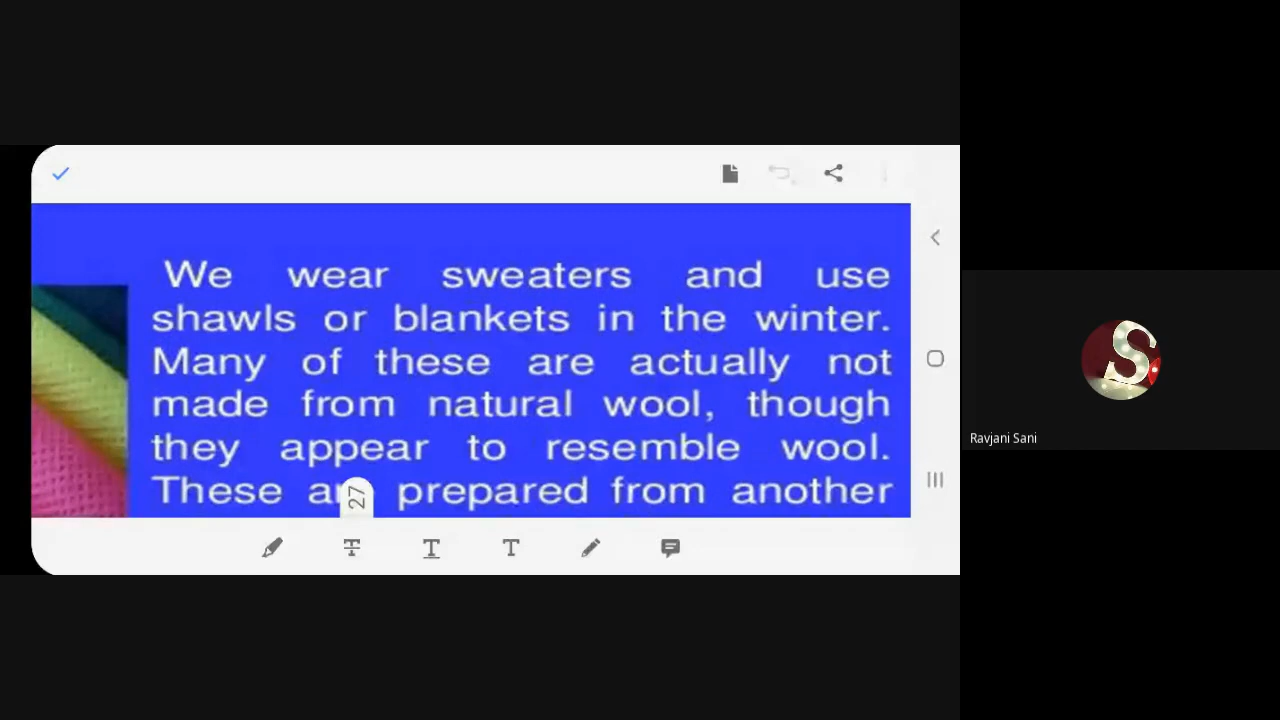 We wear sweaters and use
shawls or blankets in the winter.
Many of these are actually not
made from natural wool, though
they appear to resemble wool.
These are prepared from another
27
Ravjani Sani
S